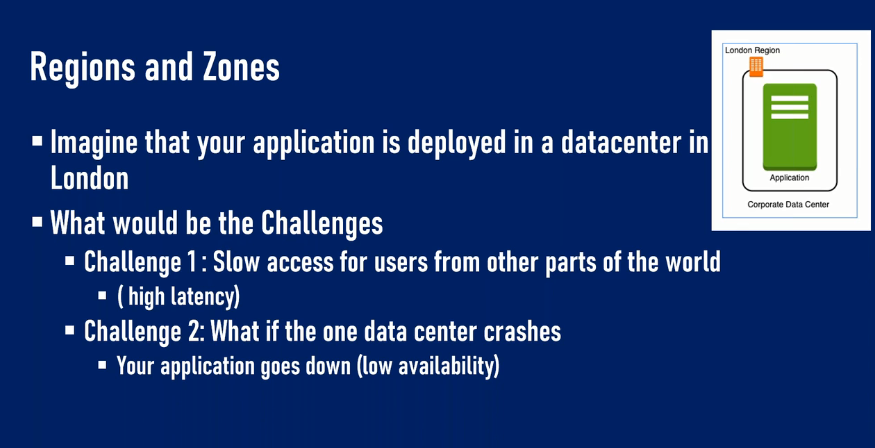 Regions and Zones
Imagine that your application is deployed in a datacenter in
London
What would be the Challenges
Challenge 1 : Slow access for users from other parts of the world
( high latency)
Challenge 2: What if the one data center crashes
Your application goes down (low availability)
London Region
Application
Corporate Data Center